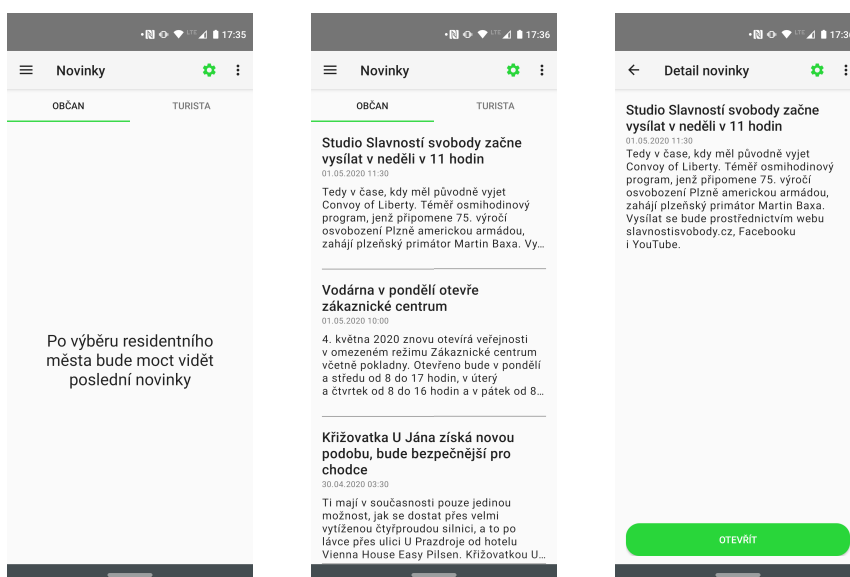 LTE 17:35
Novinky
OBČAN TURISTA
Po výběru residentního
města bude moct vidět
poslední novinky
LTE 17:36
Novinky
OBČAN TURISTA
Studio Slavností svobody začne
vysílat v neděli v 11 hodin
01.05.2020 11:30
Tedy v čase, kdy měl původně vyjet
Convoy of Liberty. Téměř osmihodinový
program, jenž připomene 75. výročí
osvobození Plzně americkou armádou,
zahájí plzeňský primátor Martin Baxa. Vy...
Vodárna v pondělí otevře
zákaznické centrum
01.05.2020 10:00
4. května 2020 znovu otevírá veřejnosti
v omezeném režimu Zákaznické centrum
včetně pokladny. Otevřeno bude v pondělí
a středu od 8 do 17 hodin, v úterý
a čtvrtek od 8 do 16 hodin a v pátek od 8...
Křižovatka U Jána získá novou
podobu, bude bezpečnější pro
chodce
30.04.2020 03:30
Ti mají v současnosti pouze jedinou
možnost, jak se dostat přes velmi
vytíženou čtyřproudou silnici, a to po
lávce přes ulici U Prazdroje od hotelu
Vienna House Easy Pilsen. Křižovatkou U...
LTE 17:36
Detail novinky
Studio Slavností svobody začne
vysílat v neděli v 11 hodin
01.05.2020 11:30
Tedy v čase, kdy měl původně vyjet
Convoy of Liberty. Téměř osmihodinový
program, jenž připomene 75. výročí
osvobození Plzně americkou armádou,
zahájí plzeňský primátor Martin Baxa.
Vysílat se bude prostřednictvím webu
slavnostisvobody.cz, Facebooku
i YouTube.
OTEVŘÍT